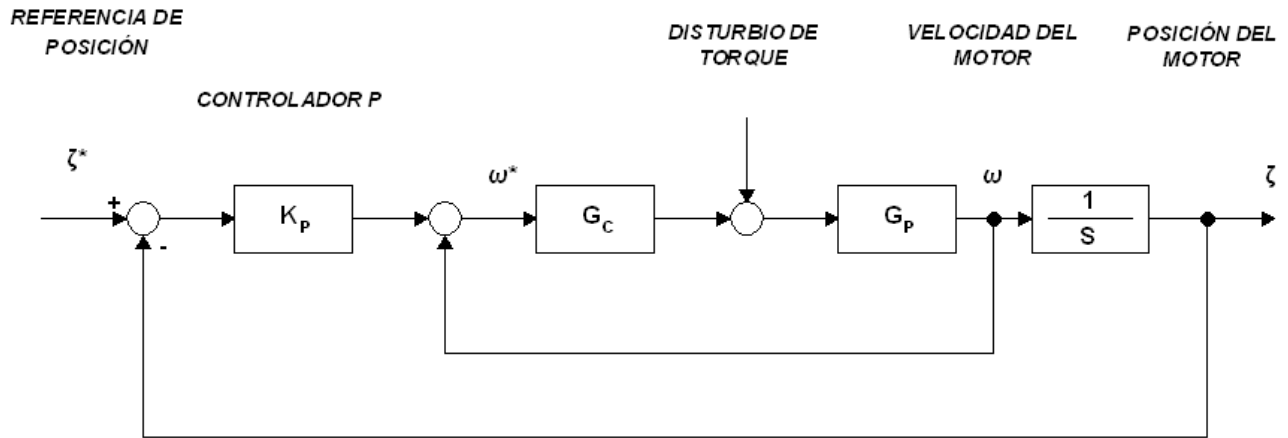 REFERENCIA DE
POSICIÓN
DISTURBIO DE
TORQUE
VELOCIDAD DEL
MOTOR
POSICIÓN DEL
MOTOR
CONTROLADOR P
ζ*
+
-
K_P
ω*
G_C
G_P
ω
1
S
ζ